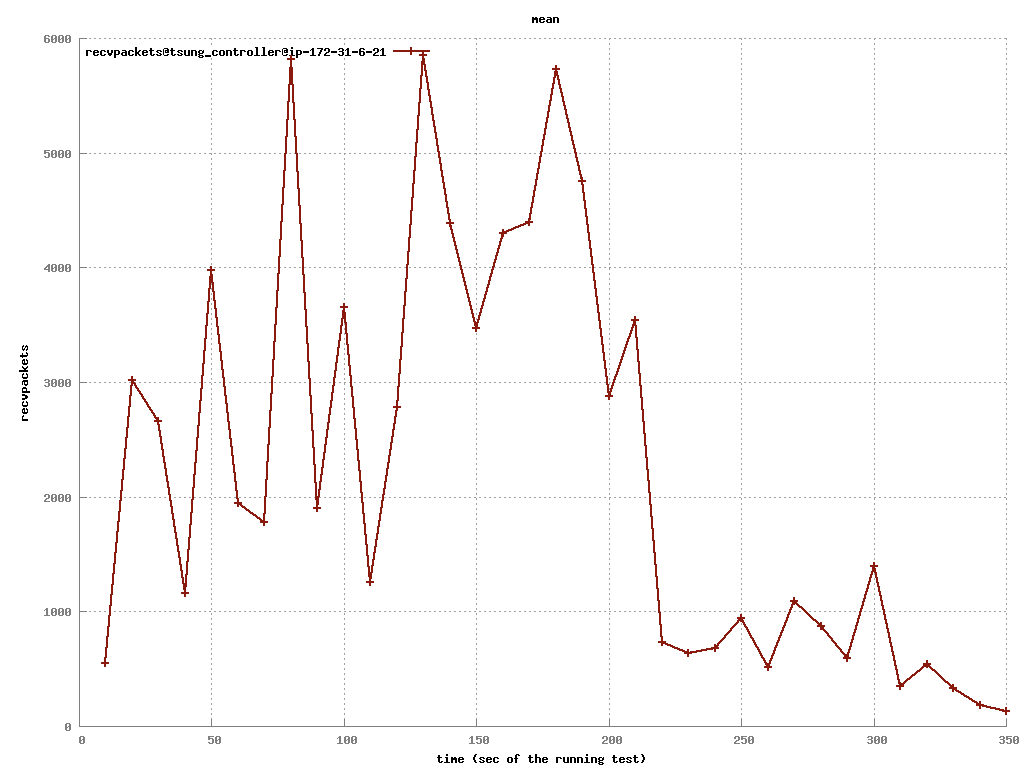 mean
recvpackets@tsung_controller@ip-172-31-6-21
6000
5000
4000
3000
2000
1000
0
recvpackets
0 50 100 150 200 250 300 350
time (sec of the running test)